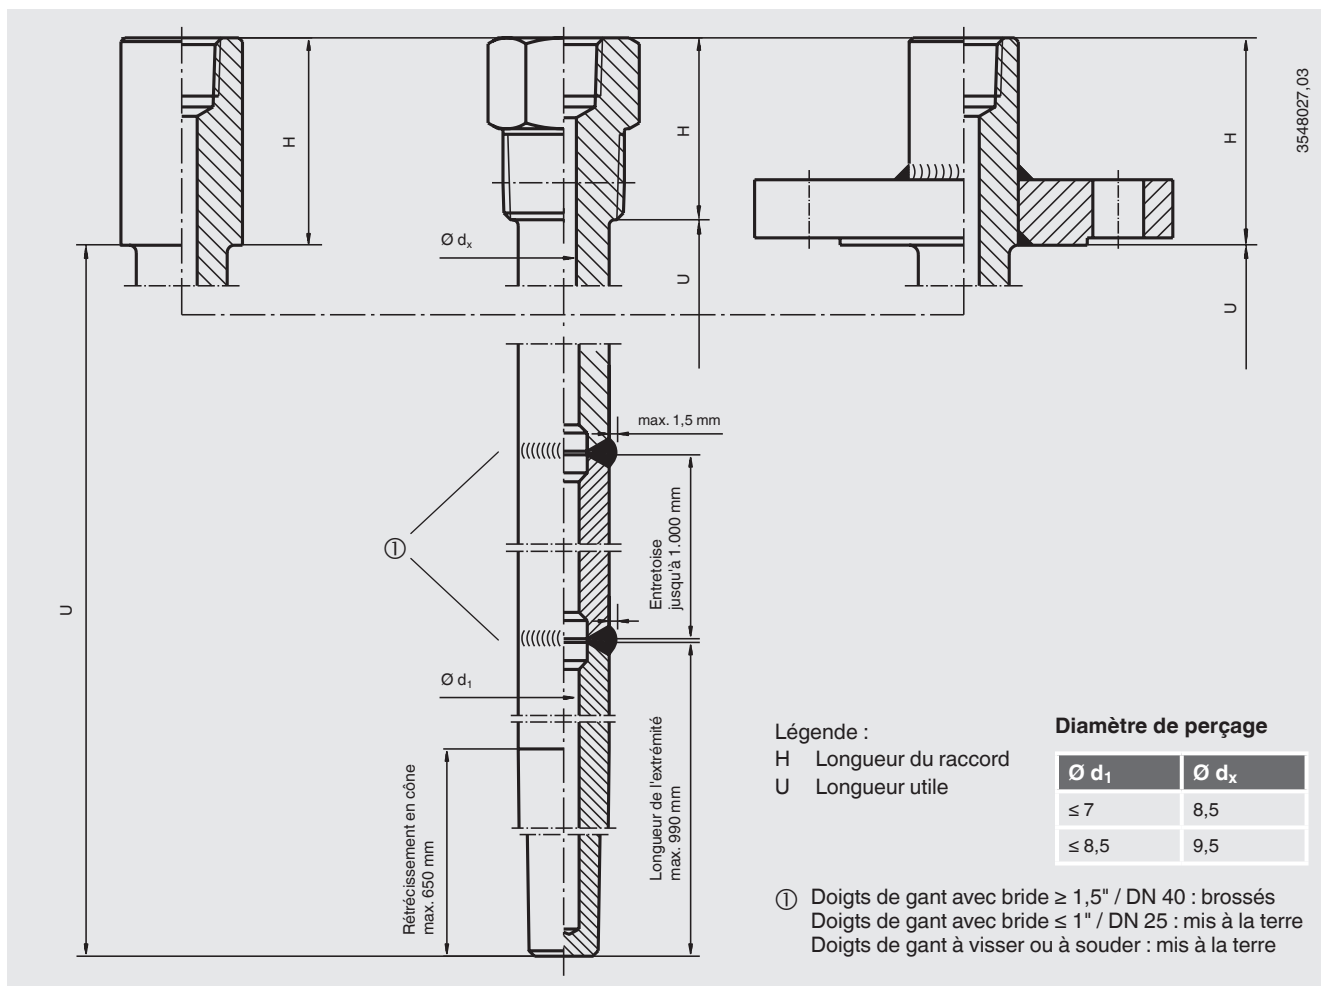 H
H
H
3548027,03
Ø dx
U
U
max. 1,5 mm
①
Entretoise
jusqu'à 1.000 mm
U
Ø d1
Rétrécissement en cône
max. 650 mm
Longueur de l'extrémité
max. 990 mm
Légende :
H Longueur du raccord
U Longueur utile
Diamètre de perçage
Ø d1 Ø dx
≤ 7 8,5
≤ 8,5 9,5
① Doigts de gant avec bride ≥ 1,5" / DN 40 : brossés
Doigts de gant avec bride ≤ 1" / DN 25 : mis à la terre
Doigts de gant à visser ou à souder : mis à la terre